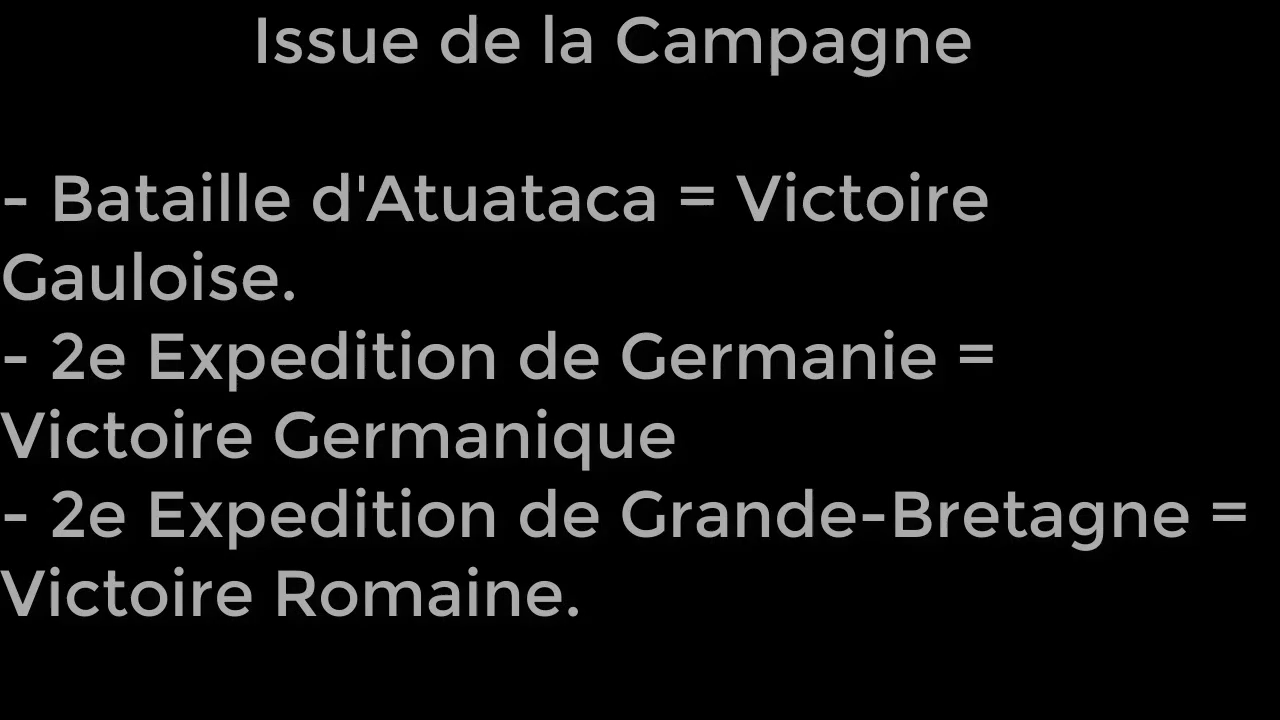 Issue de la Campagne
- Bataille d'Atuataca = Victoire
Gauloise.
- 2e Expedition de Germanie =
Victoire Germanique
- 2e Expedition de Grande-Bretagne =
Victoire Romaine.